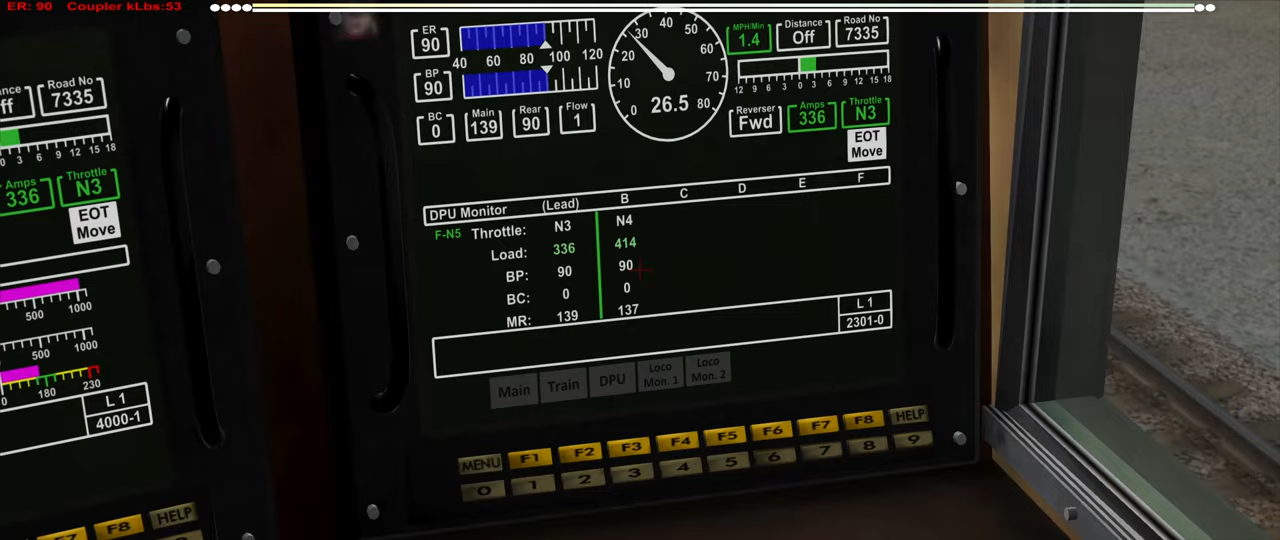 ER: 90 Coupler kLbs:53
nce
ff
Road No
7335
0 3 6 9 12 15 18
Amps
336
Throttle
N3
EOT
Move
500 1000
500 1000
180 230
L 1
4000-1
F8 HELP
ER
90
40 60 80 100 120
BP
90
BC
0
Main
139
Rear
90
Flow
1
0 10 20 30 40 50 60 70 80
26.5
MPH/Min
1.4
Distance
Off
Road No
7335
12 9 6 3 0 3 6 9 12 15 18
Reverser
Fwd
Amps
336
Throttle
N3
EOT
Move
DPU Monitor (Lead) B C D E F
F-N5 Throttle: N3 N4
Load: 336 414
BP: 90 90
BC: 0 0
MR: 139 137
L 1
2301-0
Main Train DPU Loco Mon. 1 Loco Mon. 2
MENU F1 F2 F3 F4 F5 F6 F7 F8 HELP
0 1 2 3 4 5 6 7 8 9